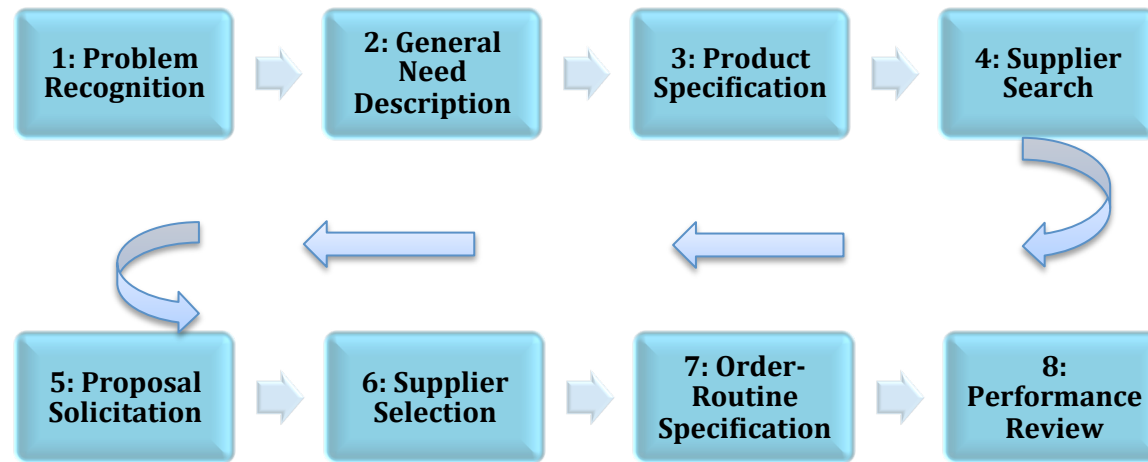 1: Problem
Recognition
2: General
Need
Description
3: Product
Specification
4: Supplier
Search
5: Proposal
Solicitation
6: Supplier
Selection
7: Order-
Routine
Specification
8:
Performance
Review